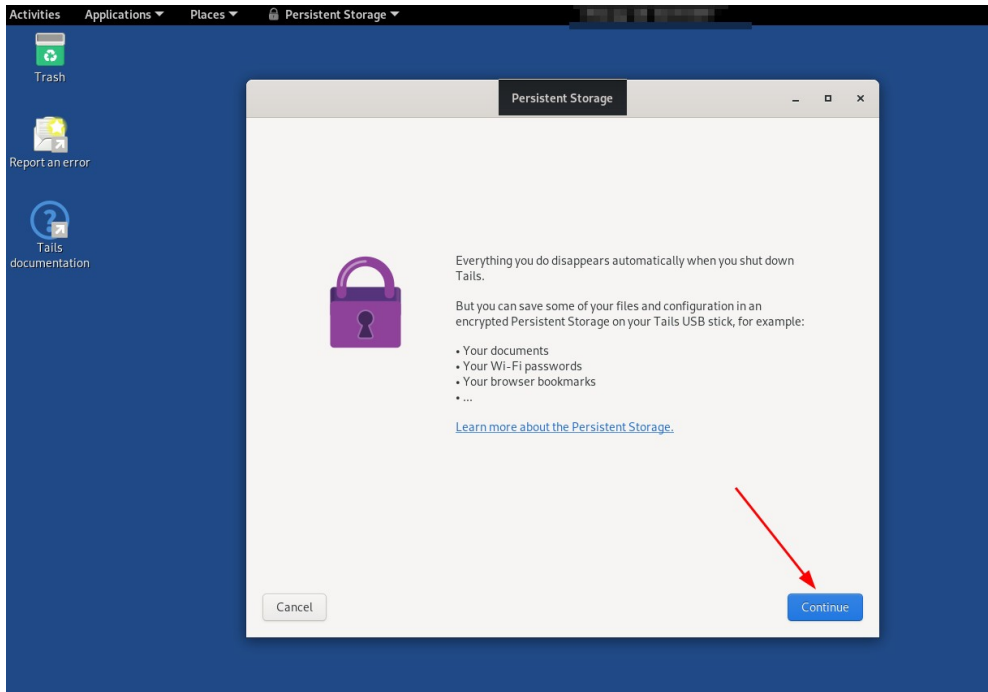 Activities Applications Places Persistent Storage
Trash
Report an error
Tails
documentation
Persistent Storage
Everything you do disappears automatically when you shut down
Tails.
But you can save some of your files and configuration in an
encrypted Persistent Storage on your Tails USB stick, for example:
• Your documents
• Your Wi-Fi passwords
• Your browser bookmarks
• ...
Learn more about the Persistent Storage.
Cancel
Continue